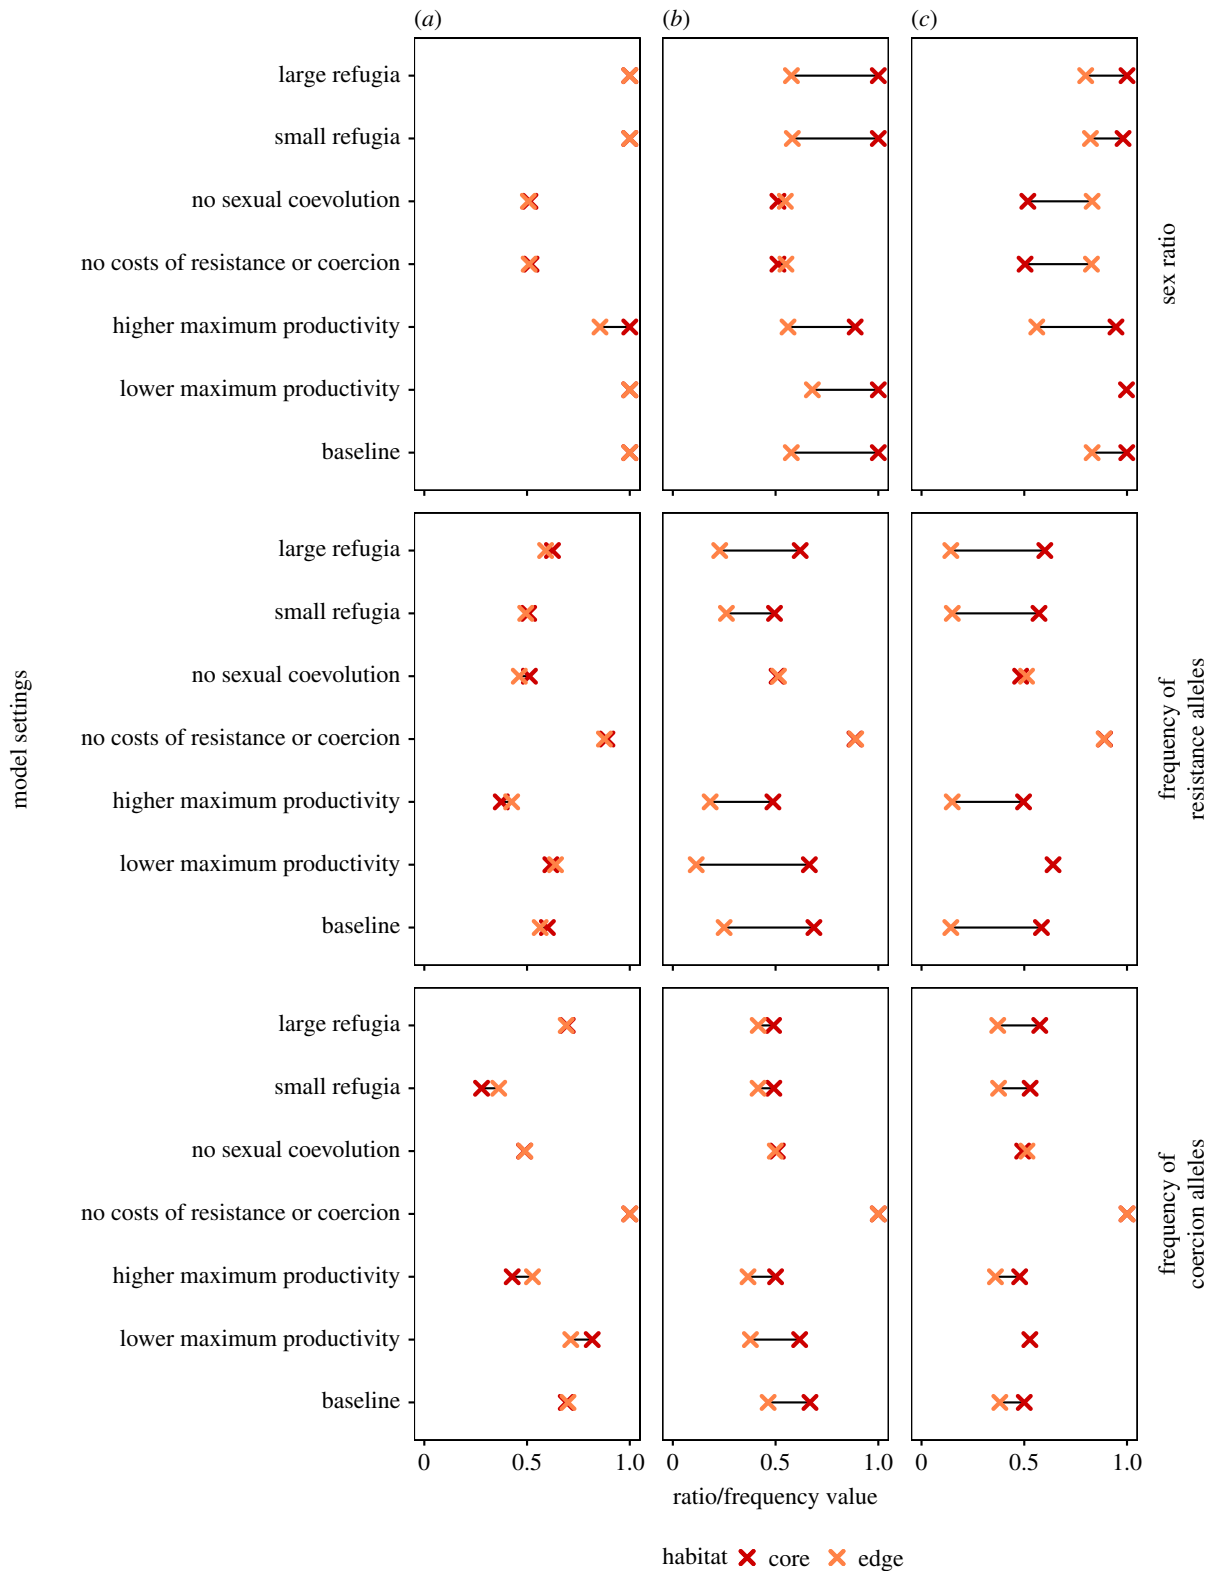 (a) (b) (c)
large refugia
small refugia
no sexual coevolution
no costs of resistance or coercion
higher maximum productivity
lower maximum productivity
baseline
sex ratio
large refugia
small refugia
no sexual coevolution
no costs of resistance or coercion
higher maximum productivity
lower maximum productivity
baseline
frequency of
resistance alleles
model settings
large refugia
small refugia
no sexual coevolution
no costs of resistance or coercion
higher maximum productivity
lower maximum productivity
baseline
frequency of
coercion alleles
0 0.5 1.0 0 0.5 1.0 0 0.5 1.0
ratio/frequency value
habitat core edge